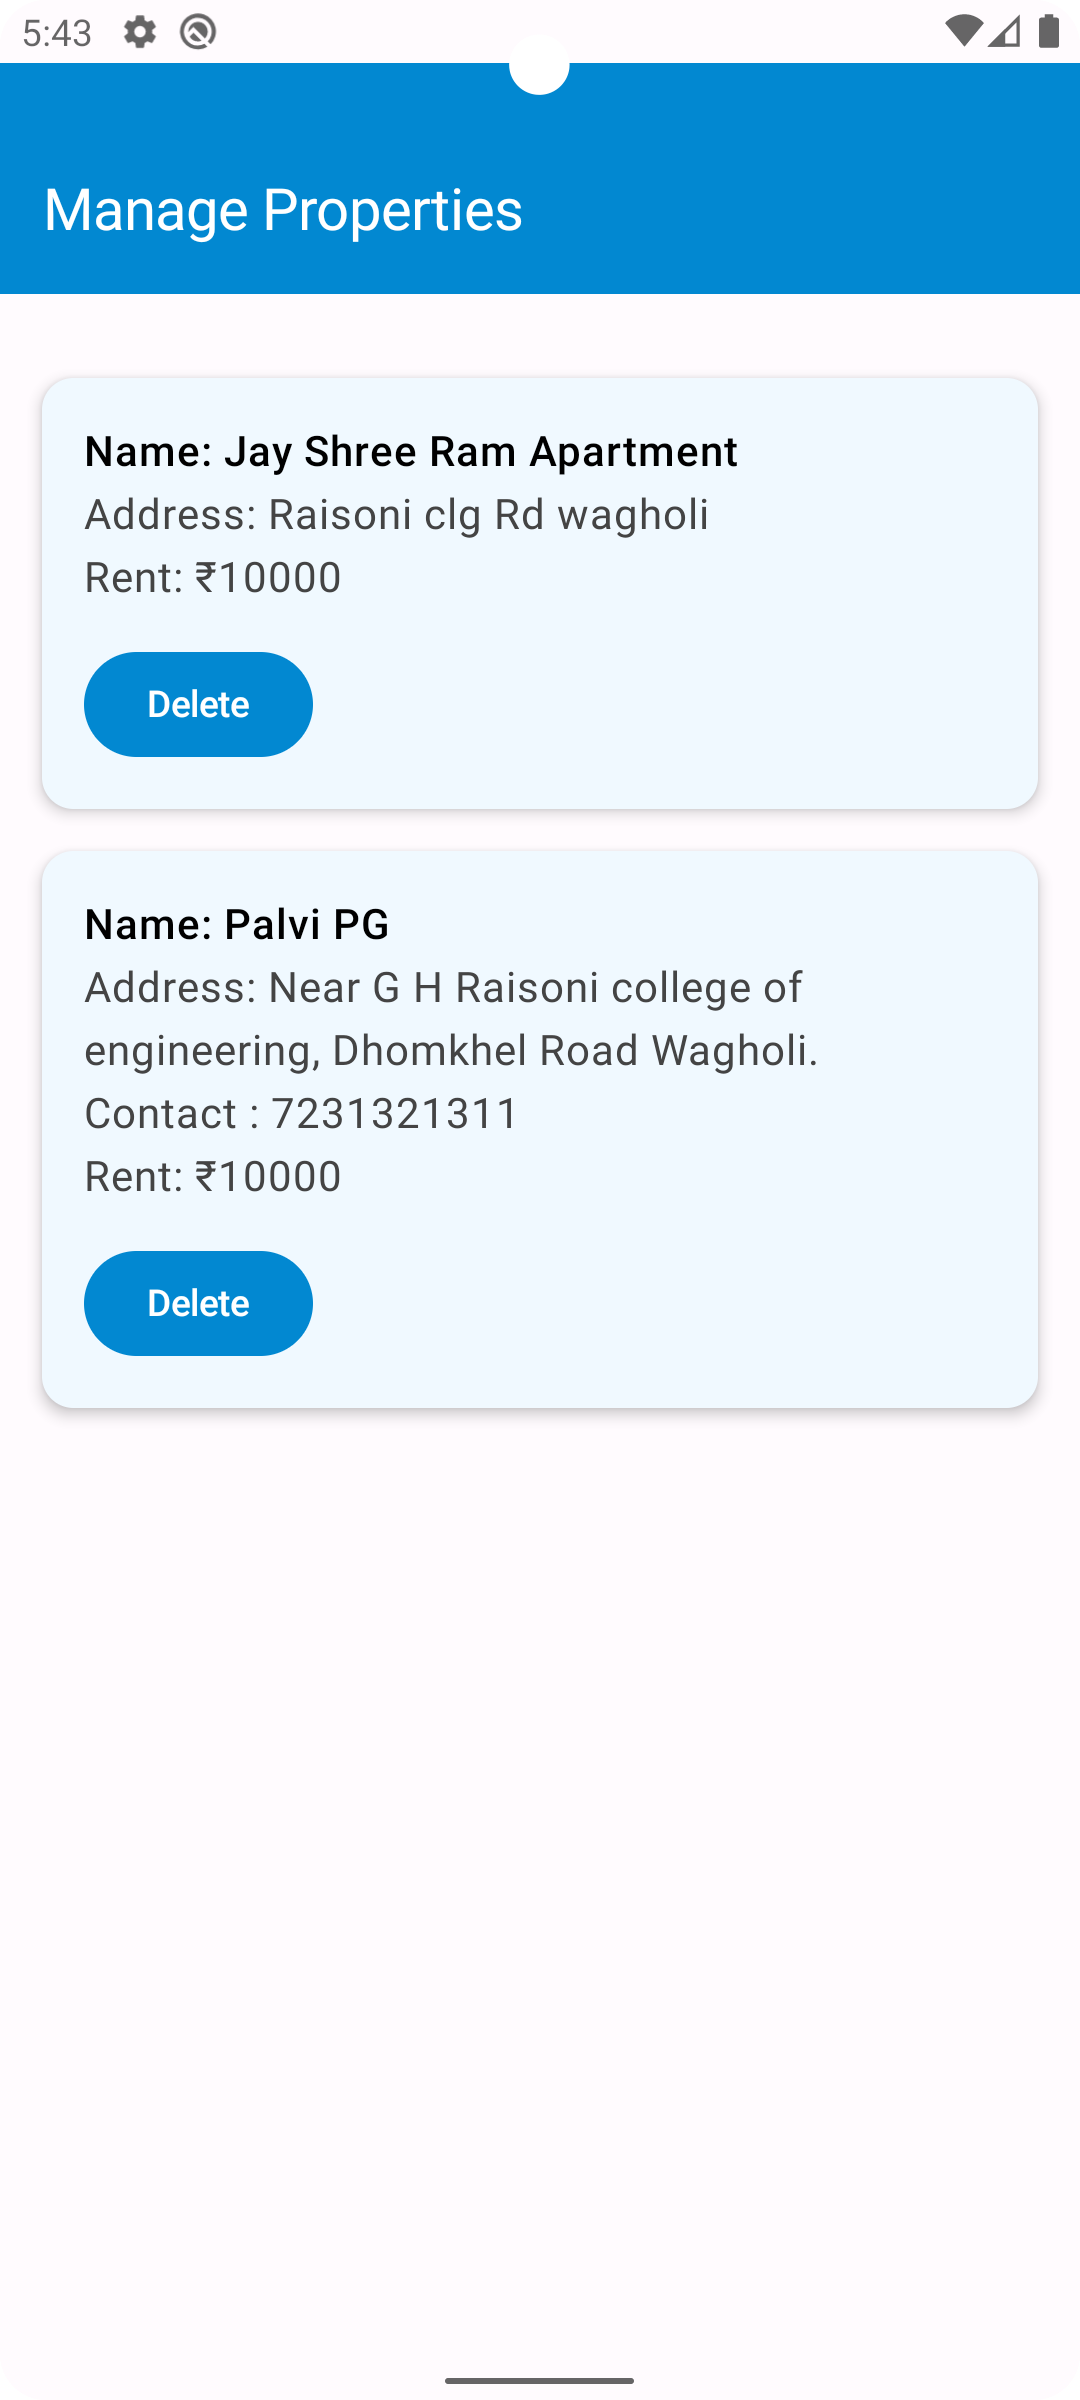 5:43
Manage Properties
Name: Jay Shree Ram Apartment
Address: Raisoni clg Rd wagholi
Rent: ₹10000
Delete
Name: Palvi PG
Address: Near G H Raisoni college of
engineering, Dhomkhel Road Wagholi.
Contact : 7231321311
Rent: ₹10000
Delete